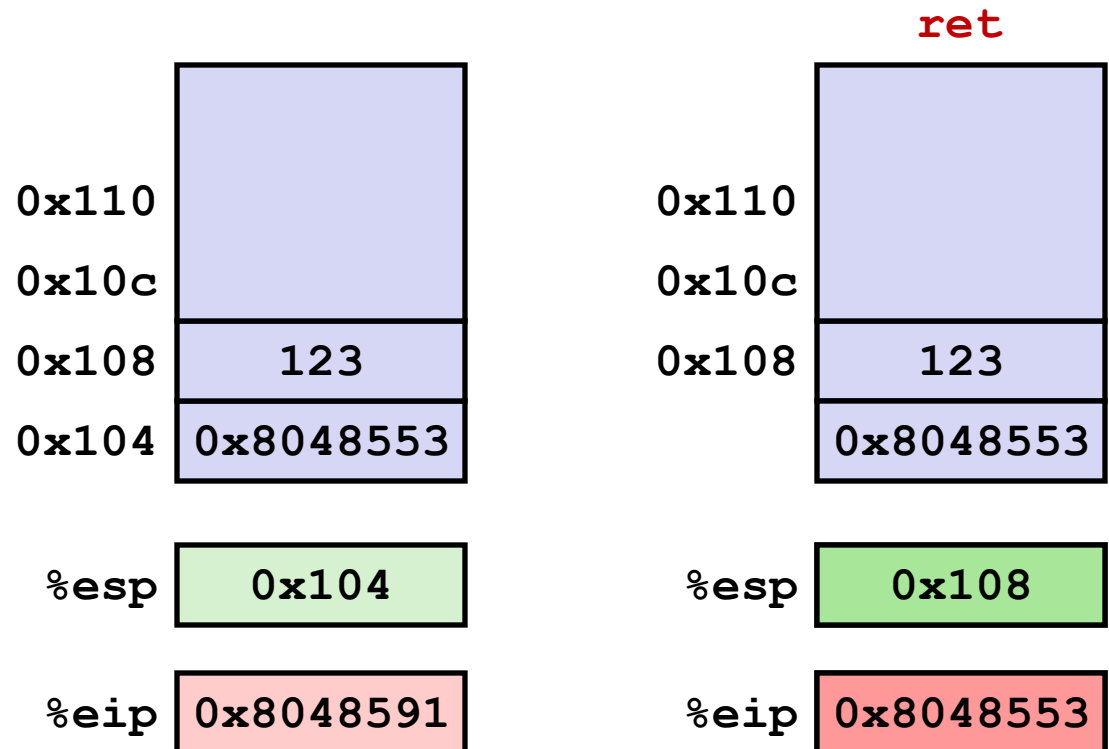 ret
0x110 0x110
0x10c 0x10c
0x108 123 0x108 123
0x104 0x8048553 0x8048553
%esp 0x104 %esp 0x108
%eip 0x8048591 %eip 0x8048553